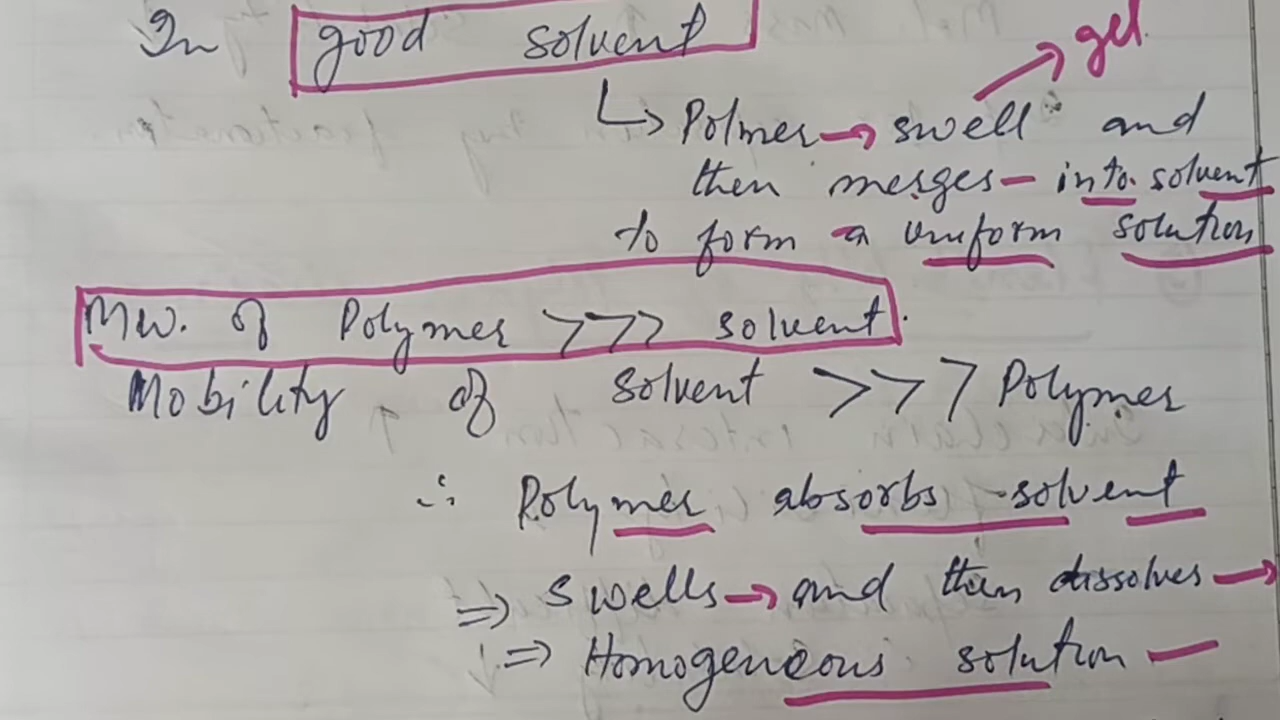 In good solvent
gel
↳ Polmer → swell and
then merges - into solvent
to form a uniform solution
Mw. of Polymer >>> solvent.
Mobility of solvent >>> Polymer
∴ Polymer absorbs solvent
⇒ swells → and then dissolves →
⇒ Homogeneous solution -